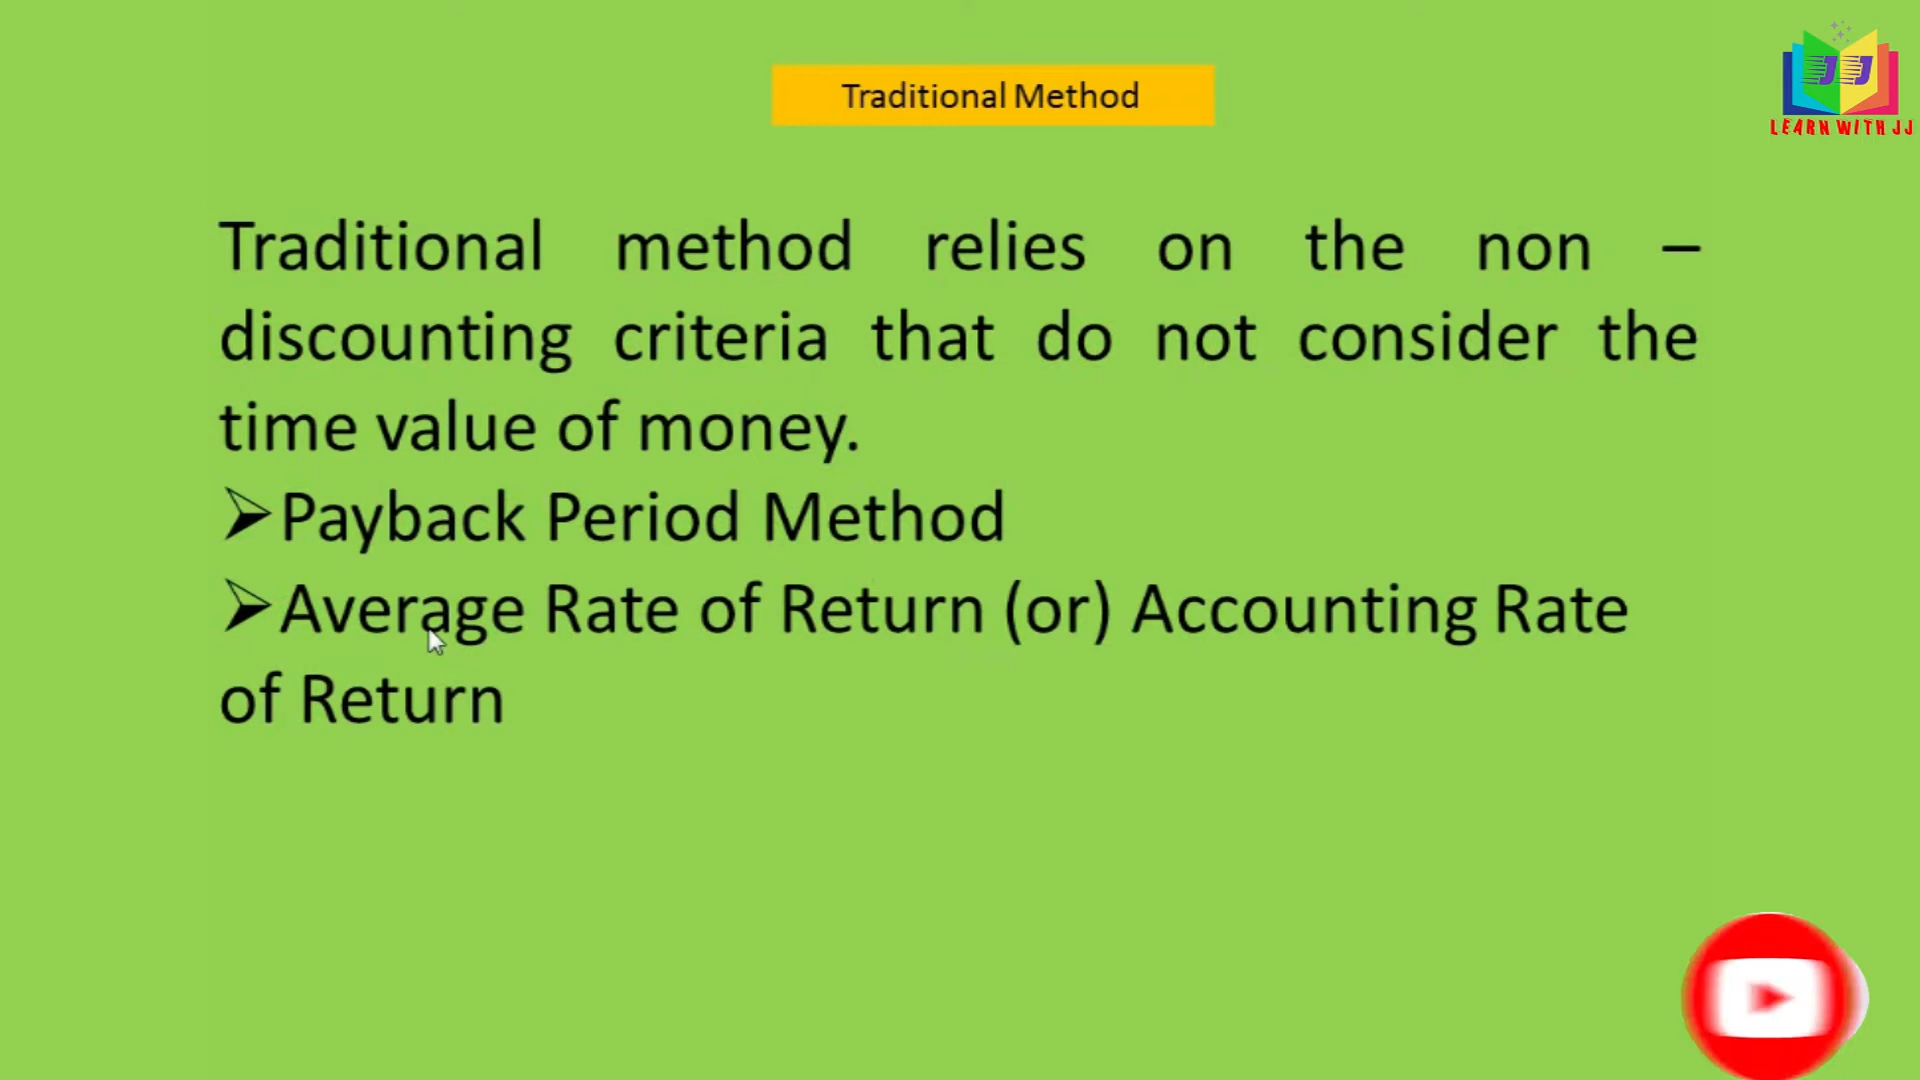 Traditional Method
JJ
LEARN WITH JJ
Traditional method relies on the non –
discounting criteria that do not consider the
time value of money.
➢Payback Period Method
➢Average Rate of Return (or) Accounting Rate
of Return